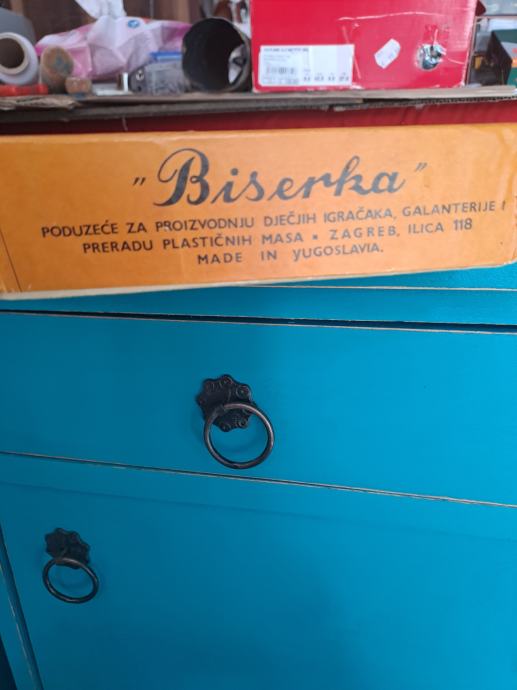 "Biserka"
PODUZEĆE ZA PROIZVODNJU DJEČJIH IGRAČAKA, GALANTERIJE I
PRERADU PLASTIČNIH MASA • ZAGREB, ILICA 118
MADE IN YUGOSLAVIA.